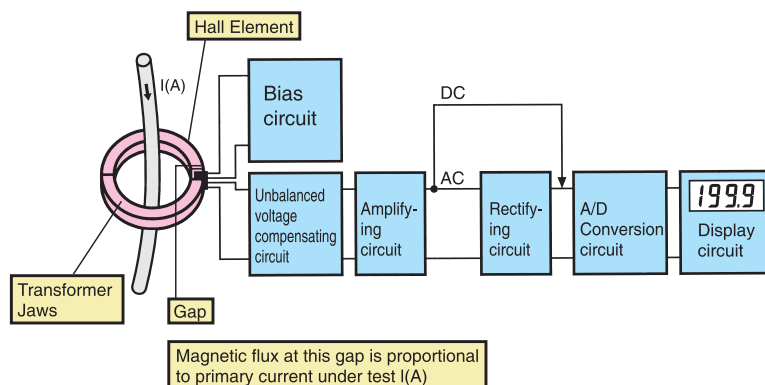 Hall Element
I(A)
Bias
circuit
DC
AC
Unbalanced
voltage
compensating
circuit
Amplify-
ing
circuit
Rectify-
ing
circuit
A/D
Conversion
circuit
199.9
Display
circuit
Transformer
Jaws
Gap
Magnetic flux at this gap is proportional
to primary current under test I(A)